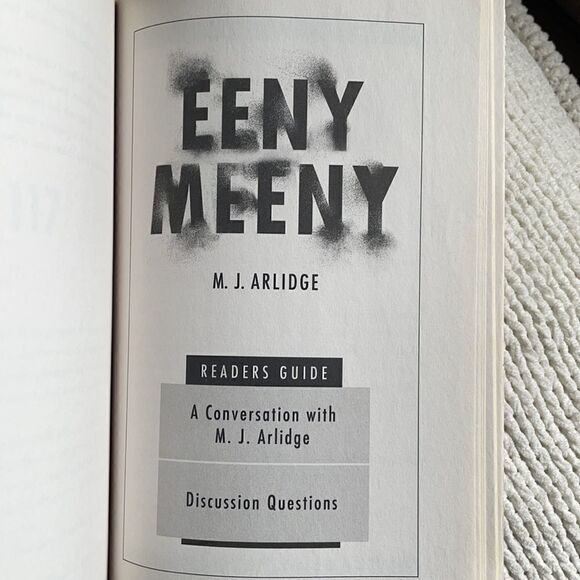 EENY
MEENY
M. J. ARLIDGE
READERS GUIDE
A Conversation with
M. J. Arlidge
Discussion Questions